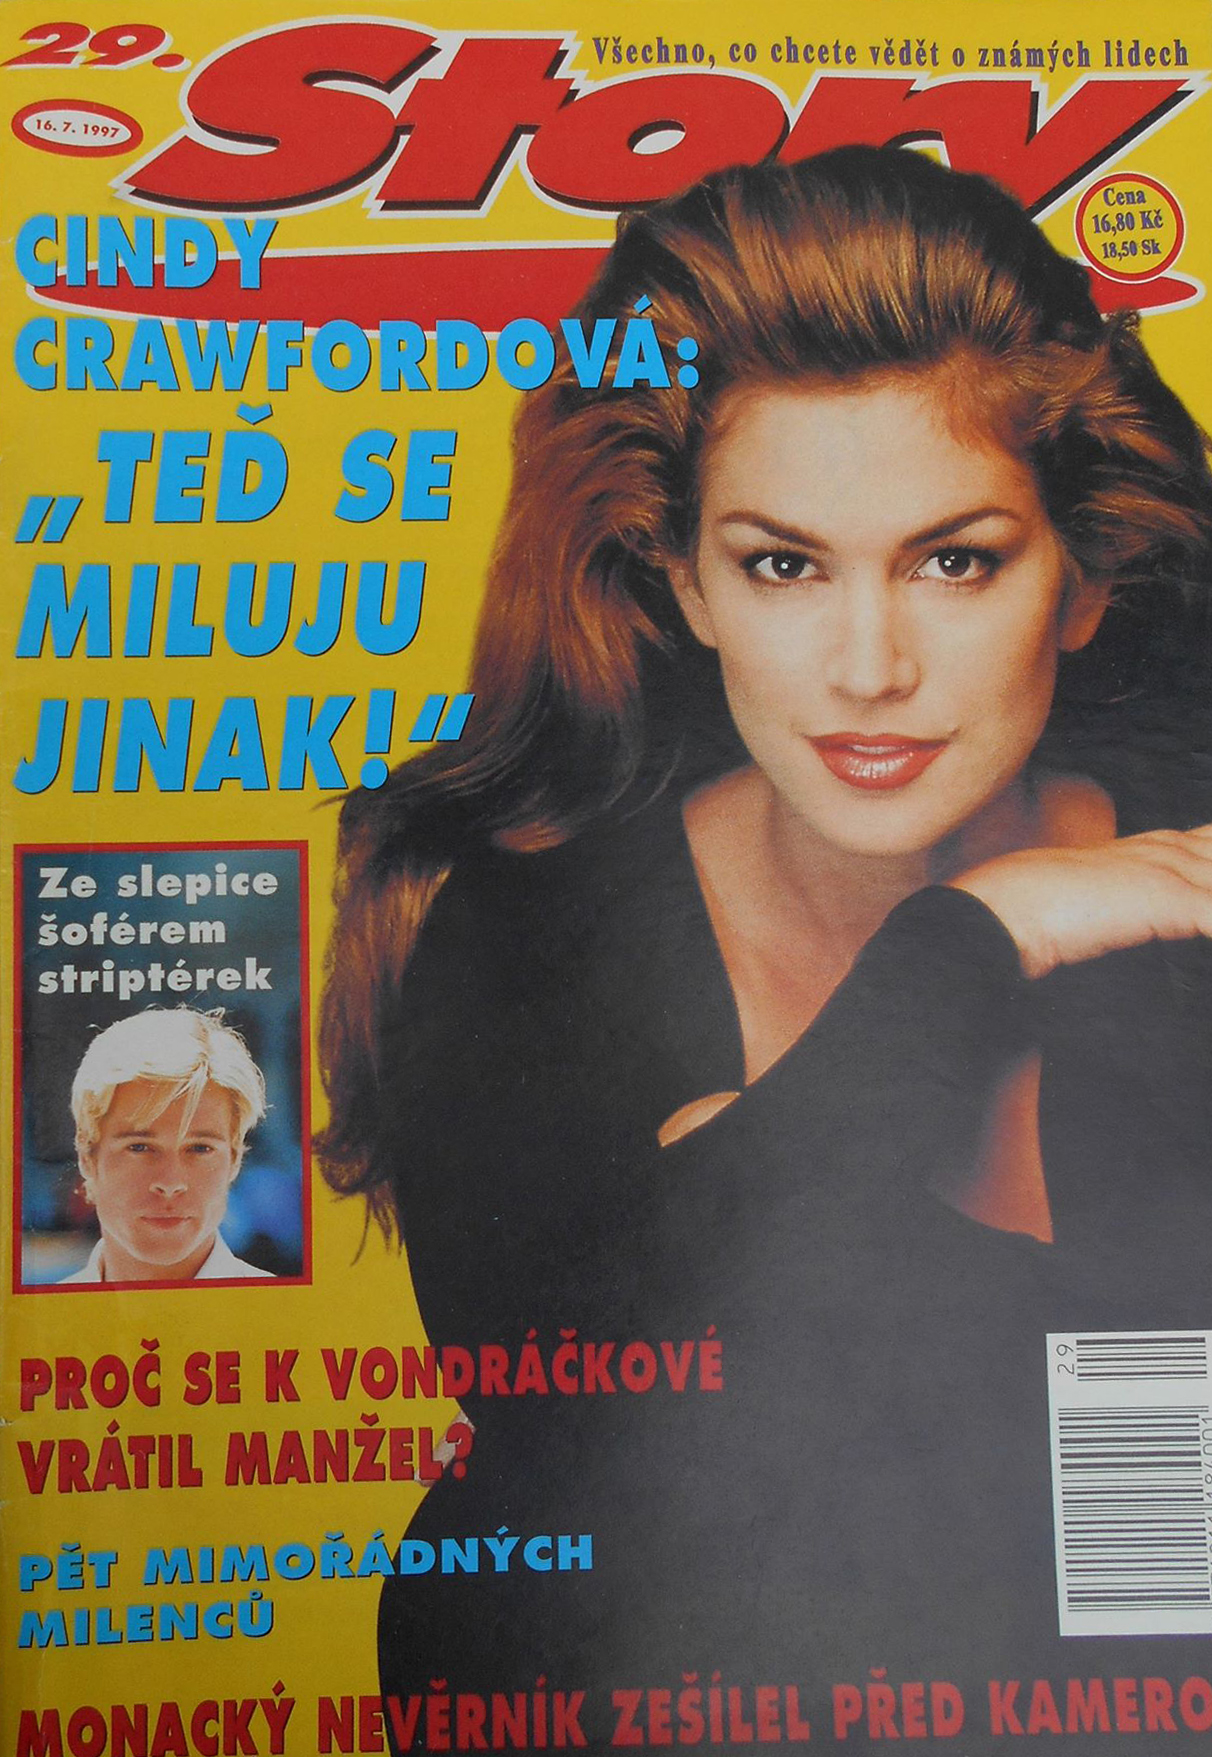 29.
Všechno, co chcete vědět o známých lidech
Story
16. 7. 1997
Cena
16,80 Kč
18,50 Sk
CINDY
CRAWFORDOVÁ:
„TEĎ SE
MILUJU
JINAK!“
Ze slepice
šoférem
striptérek
PROČ SE K VONDRÁČKOVÉ
VRÁTIL MANŽEL?
29
PĚT MIMOŘÁDNÝCH
MILENCŮ
MONACKÝ NEVĚRNÍK ZEŠÍLEL PŘED KAMERO